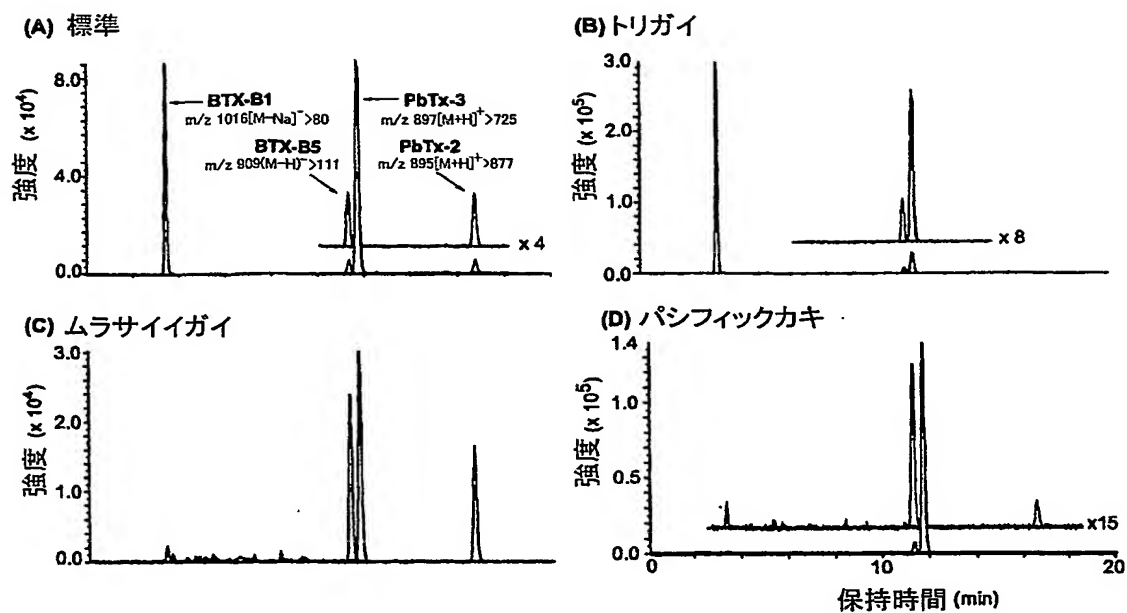 (A) 標準
強度 (x 10⁴)
8.0
4.0
0.0
BTX-B1
m/z 1016[M−Na]⁻>80
PbTx-3
m/z 897[M+H]⁺>725
BTX-B5
m/z 909(M−H)⁻>111
PbTx-2
m/z 895[M+H]⁺>877
x 4
(B) トリガイ
強度 (x 10⁵)
3.0
2.0
1.0
0.0
x 8
(C) ムラサイイガイ
強度 (x 10⁴)
3.0
2.0
1.0
0.0
(D) パシフィックカキ
強度 (x 10⁵)
1.4
1.0
0.5
0.0
x15
0 10 20
保持時間 (min)